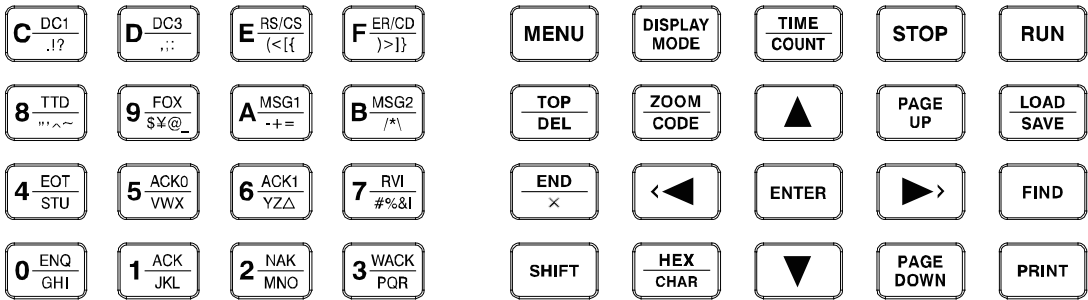 C DC1 .!?
D DC3 ,;:
E RS/CS (<[{
F ER/CD )>]}
MENU
DISPLAY MODE
TIME COUNT
STOP
RUN
8 TTD "'^~
9 FOX $¥@_
A MSG1 -+=
B MSG2 /*\
TOP DEL
ZOOM CODE
▲
PAGE UP
LOAD SAVE
4 EOT STU
5 ACK0 VWX
6 ACK1 YZ△
7 RVI #%&|
END ×
‹◀
ENTER
▶›
FIND
0 ENQ GHI
1 ACK JKL
2 NAK MNO
3 WACK PQR
SHIFT
HEX CHAR
▼
PAGE DOWN
PRINT